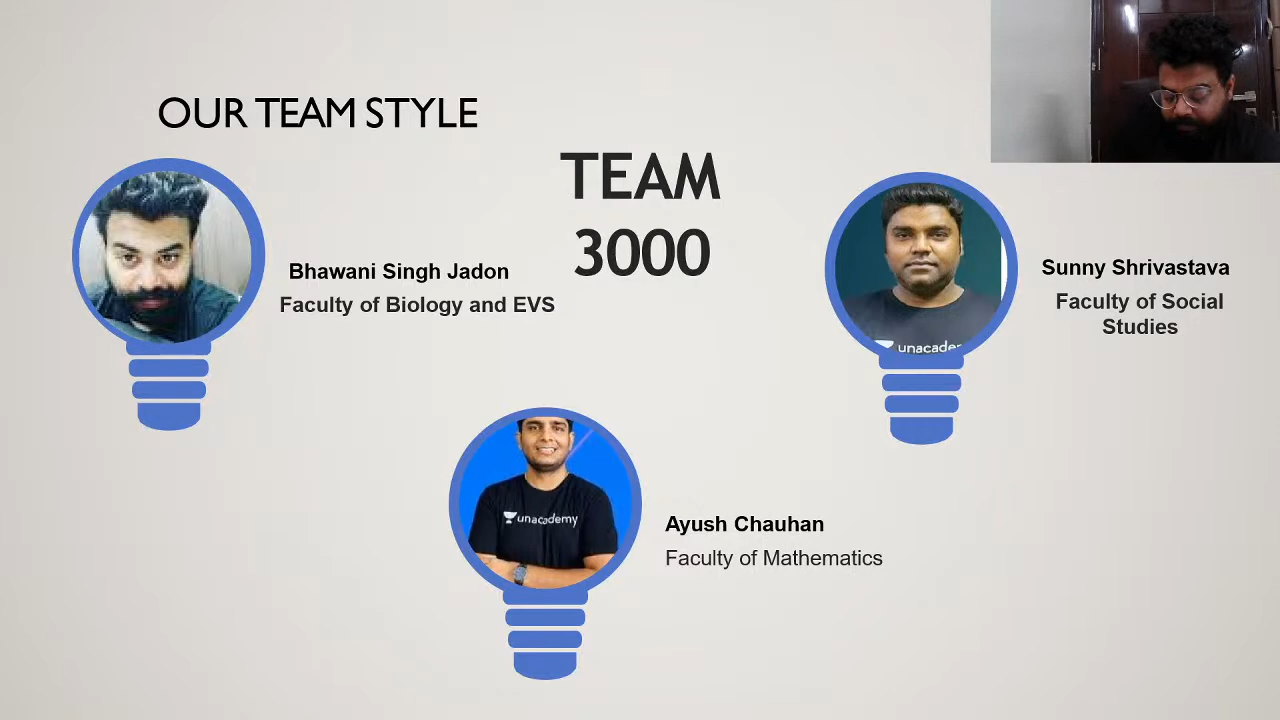 OUR TEAM STYLE
TEAM
3000
Bhawani Singh Jadon
Faculty of Biology and EVS
Sunny Shrivastava
Faculty of Social
Studies
unacadem
Ayush Chauhan
Faculty of Mathematics
unacademy